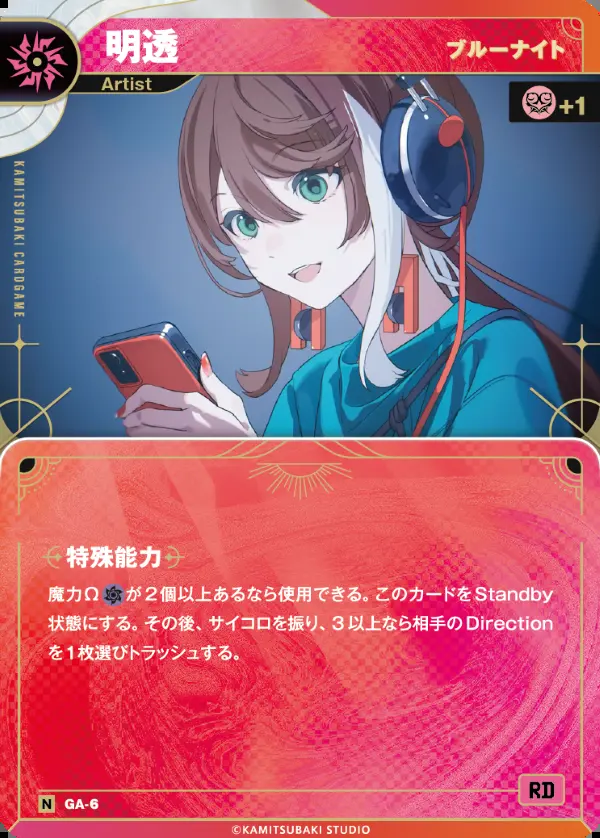 明透
ブルーナイト
Artist
+1
KAMITSUBAKI CARDGAME
特殊能力
魔力Ωが2個以上あるなら使用できる。このカードをStandby
状態にする。その後、サイコロを振り、3以上なら相手のDirection
を1枚選びトラッシュする。
N GA-6
RD
©KAMITSUBAKI STUDIO